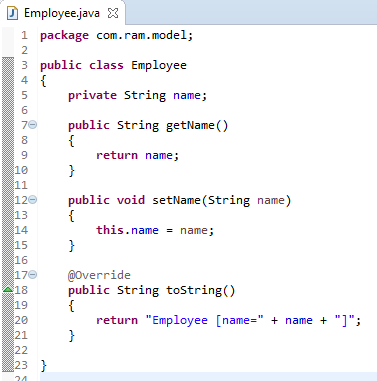 Employee.java
1 package com.ram.model;
2
3 public class Employee
4 {
5     private String name;
6
7     public String getName()
8     {
9         return name;
10     }
11
12     public void setName(String name)
13     {
14         this.name = name;
15     }
16
17     @Override
18     public String toString()
19     {
20         return "Employee [name=" + name + "]";
21     }
22
23 }
24